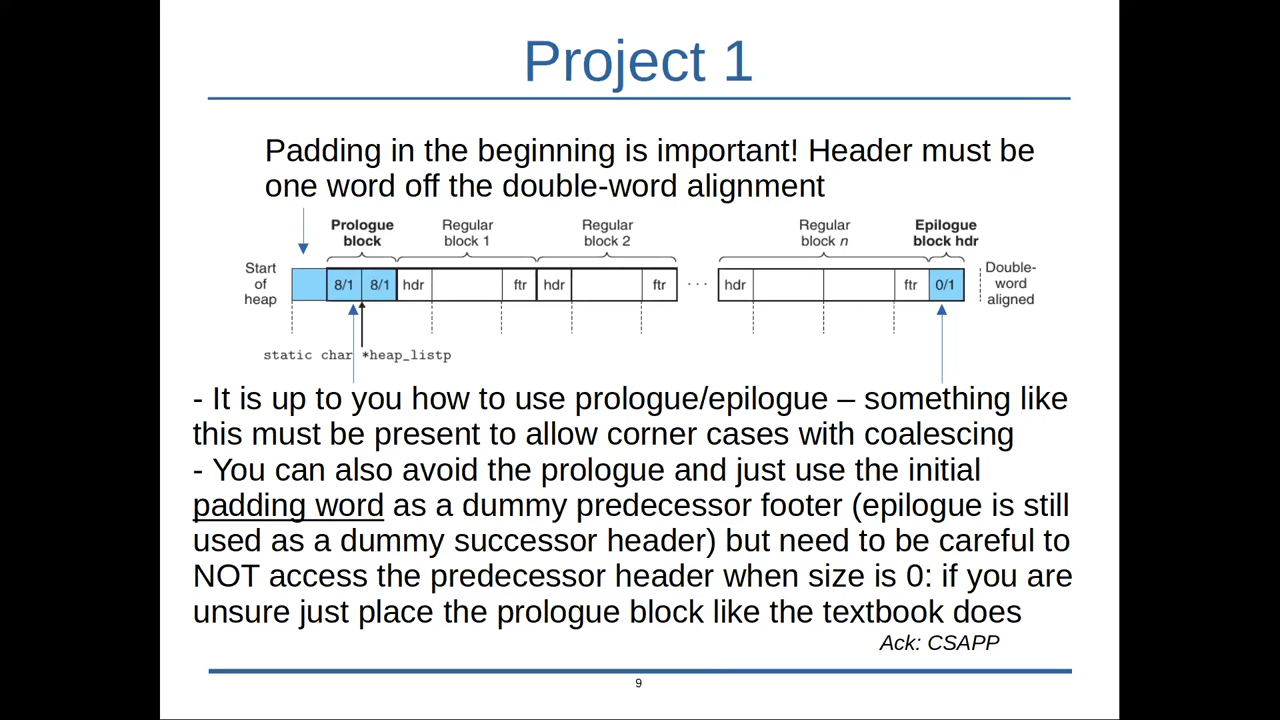 Project 1
Padding in the beginning is important! Header must be
one word off the double-word alignment
Prologue
block
Regular
block 1
Regular
block 2
Regular
block n
Epilogue
block hdr
Start
of
heap
8/1 8/1 hdr ftr hdr ftr ··· hdr ftr 0/1
Double-
word
aligned
static char *heap_listp
- It is up to you how to use prologue/epilogue – something like
this must be present to allow corner cases with coalescing
- You can also avoid the prologue and just use the initial
padding word as a dummy predecessor footer (epilogue is still
used as a dummy successor header) but need to be careful to
NOT access the predecessor header when size is 0: if you are
unsure just place the prologue block like the textbook does
Ack: CSAPP
9